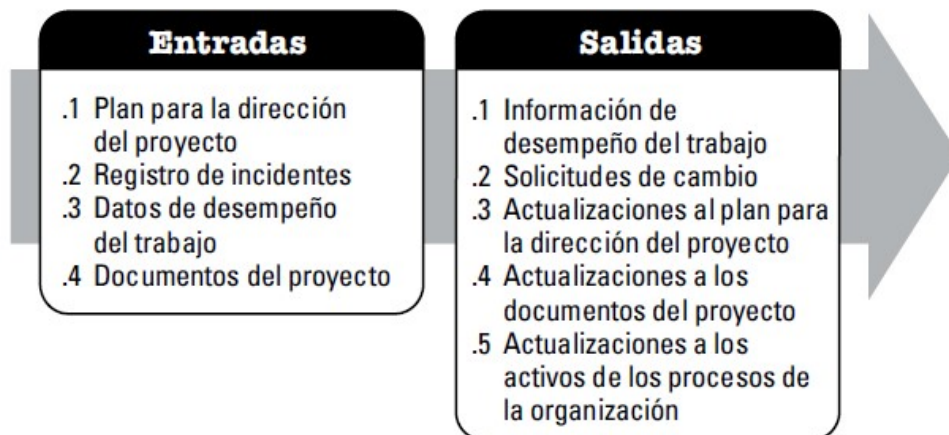 Entradas
.1 Plan para la dirección
del proyecto
.2 Registro de incidentes
.3 Datos de desempeño
del trabajo
.4 Documentos del proyecto
Salidas
.1 Información de
desempeño del trabajo
.2 Solicitudes de cambio
.3 Actualizaciones al plan para
la dirección del proyecto
.4 Actualizaciones a los
documentos del proyecto
.5 Actualizaciones a los
activos de los procesos de
la organización